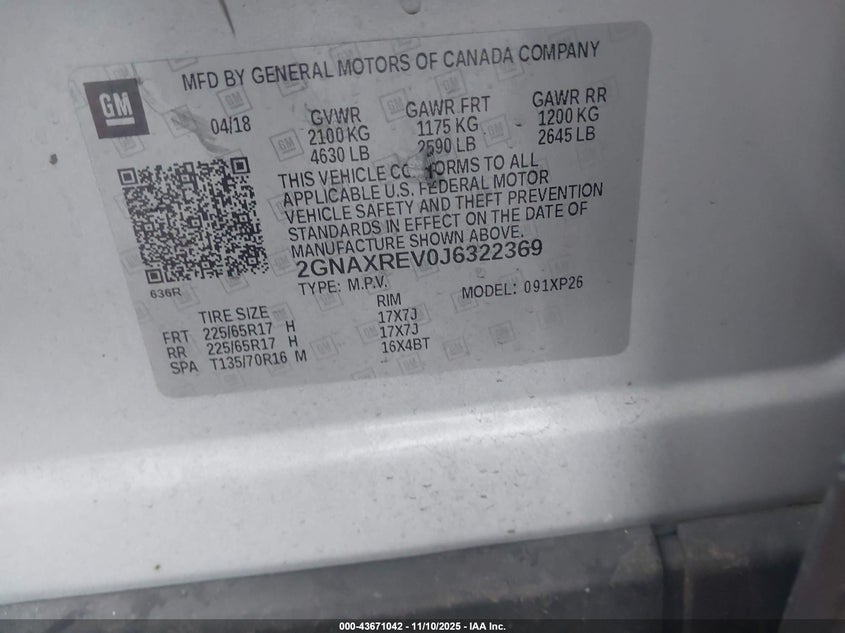 MFD BY GENERAL MOTORS OF CANADA COMPANY
GM
04/18 GVWR GAWR FRT GAWR RR
2100 KG 1175 KG 1200 KG
4630 LB 2590 LB 2645 LB
THIS VEHICLE CONFORMS TO ALL
APPLICABLE U.S. FEDERAL MOTOR
VEHICLE SAFETY AND THEFT PREVENTION
STANDARDS IN EFFECT ON THE DATE OF
MANUFACTURE SHOWN ABOVE.
2GNAXREV0J6322369
636R
TYPE: M.P.V. MODEL: 091XP26
TIRE SIZE RIM
FRT 225/65R17 H 17X7J
RR 225/65R17 H 17X7J
SPA T135/70R16 M 16X4BT
000-43671042 — 11/10/2025 — IAA Inc.